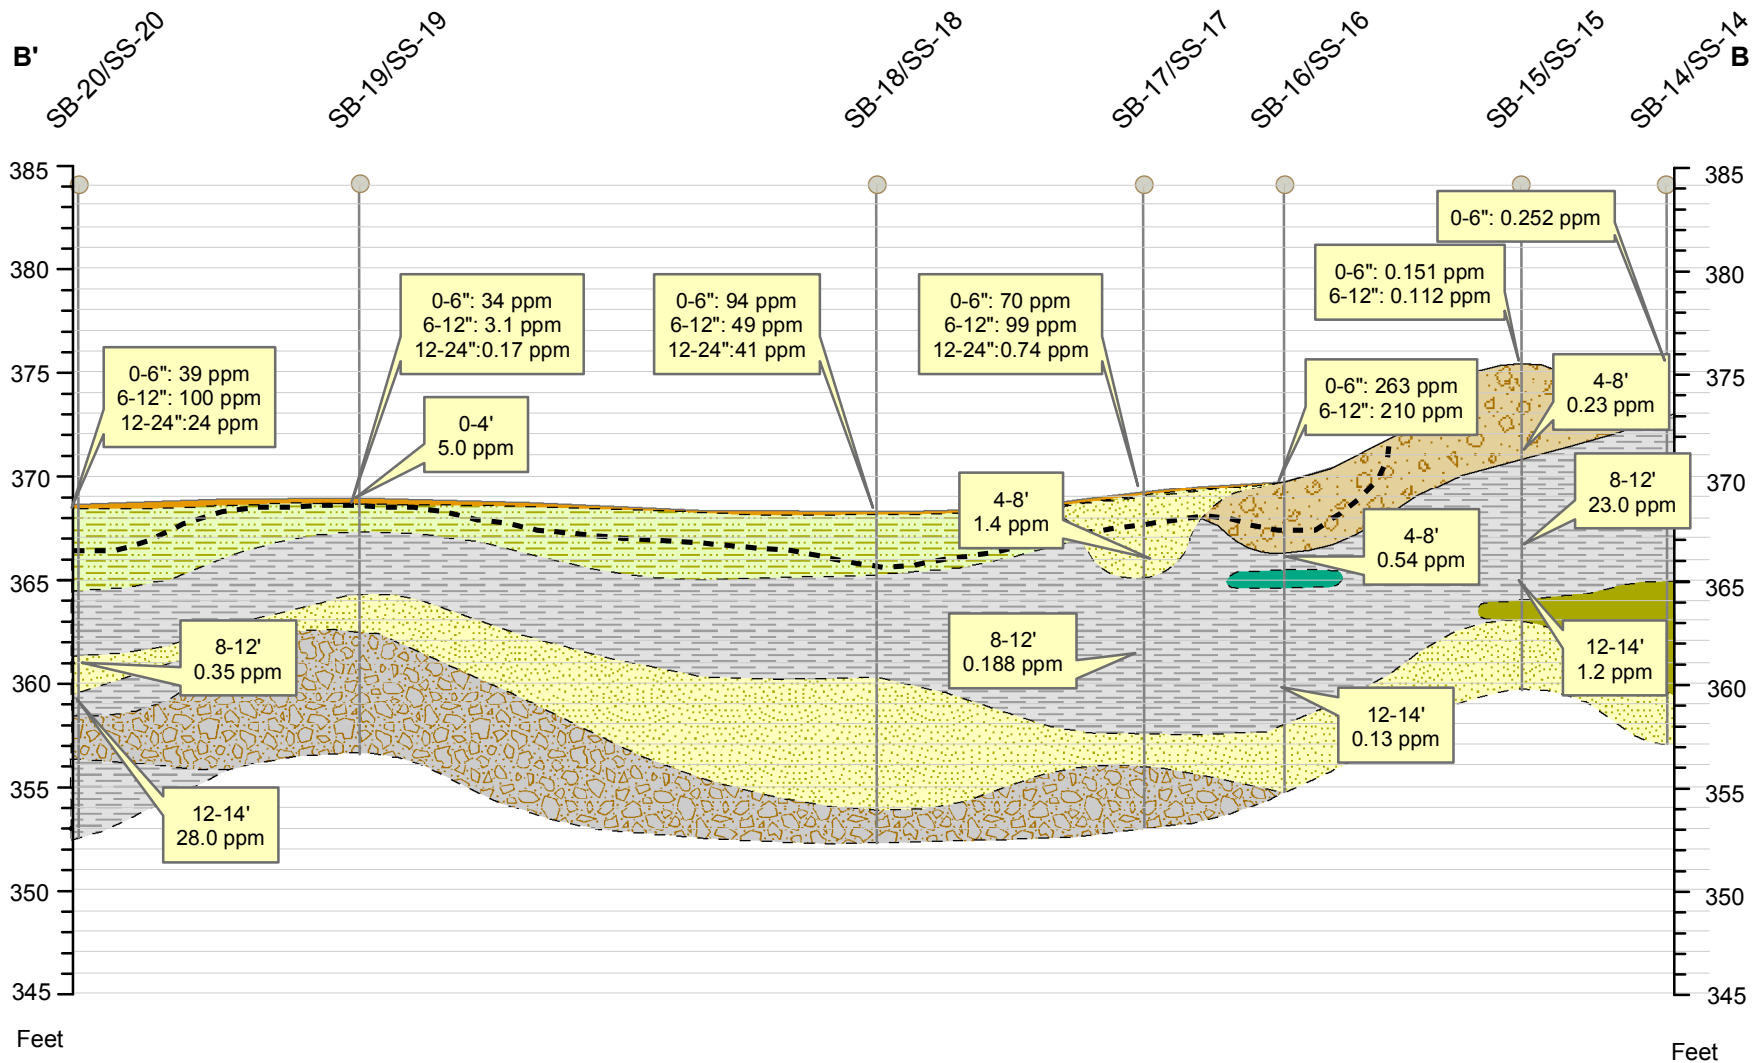 B'
SB-20/SS-20
SB-19/SS-19
SB-18/SS-18
SB-17/SS-17
SB-16/SS-16
SB-15/SS-15
SB-14/SS-14
B
385
380
375
370
365
360
355
350
345
Feet
0-6": 39 ppm
6-12": 100 ppm
12-24":24 ppm
0-6": 34 ppm
6-12": 3.1 ppm
12-24":0.17 ppm
0-4'
5.0 ppm
0-6": 94 ppm
6-12": 49 ppm
12-24":41 ppm
0-6": 70 ppm
6-12": 99 ppm
12-24":0.74 ppm
0-6": 0.252 ppm
0-6": 0.151 ppm
6-12": 0.112 ppm
0-6": 263 ppm
6-12": 210 ppm
4-8'
0.23 ppm
4-8'
1.4 ppm
8-12'
23.0 ppm
4-8'
0.54 ppm
8-12'
0.35 ppm
8-12'
0.188 ppm
12-14'
1.2 ppm
12-14'
0.13 ppm
12-14'
28.0 ppm
385
380
375
370
365
360
355
350
345
Feet